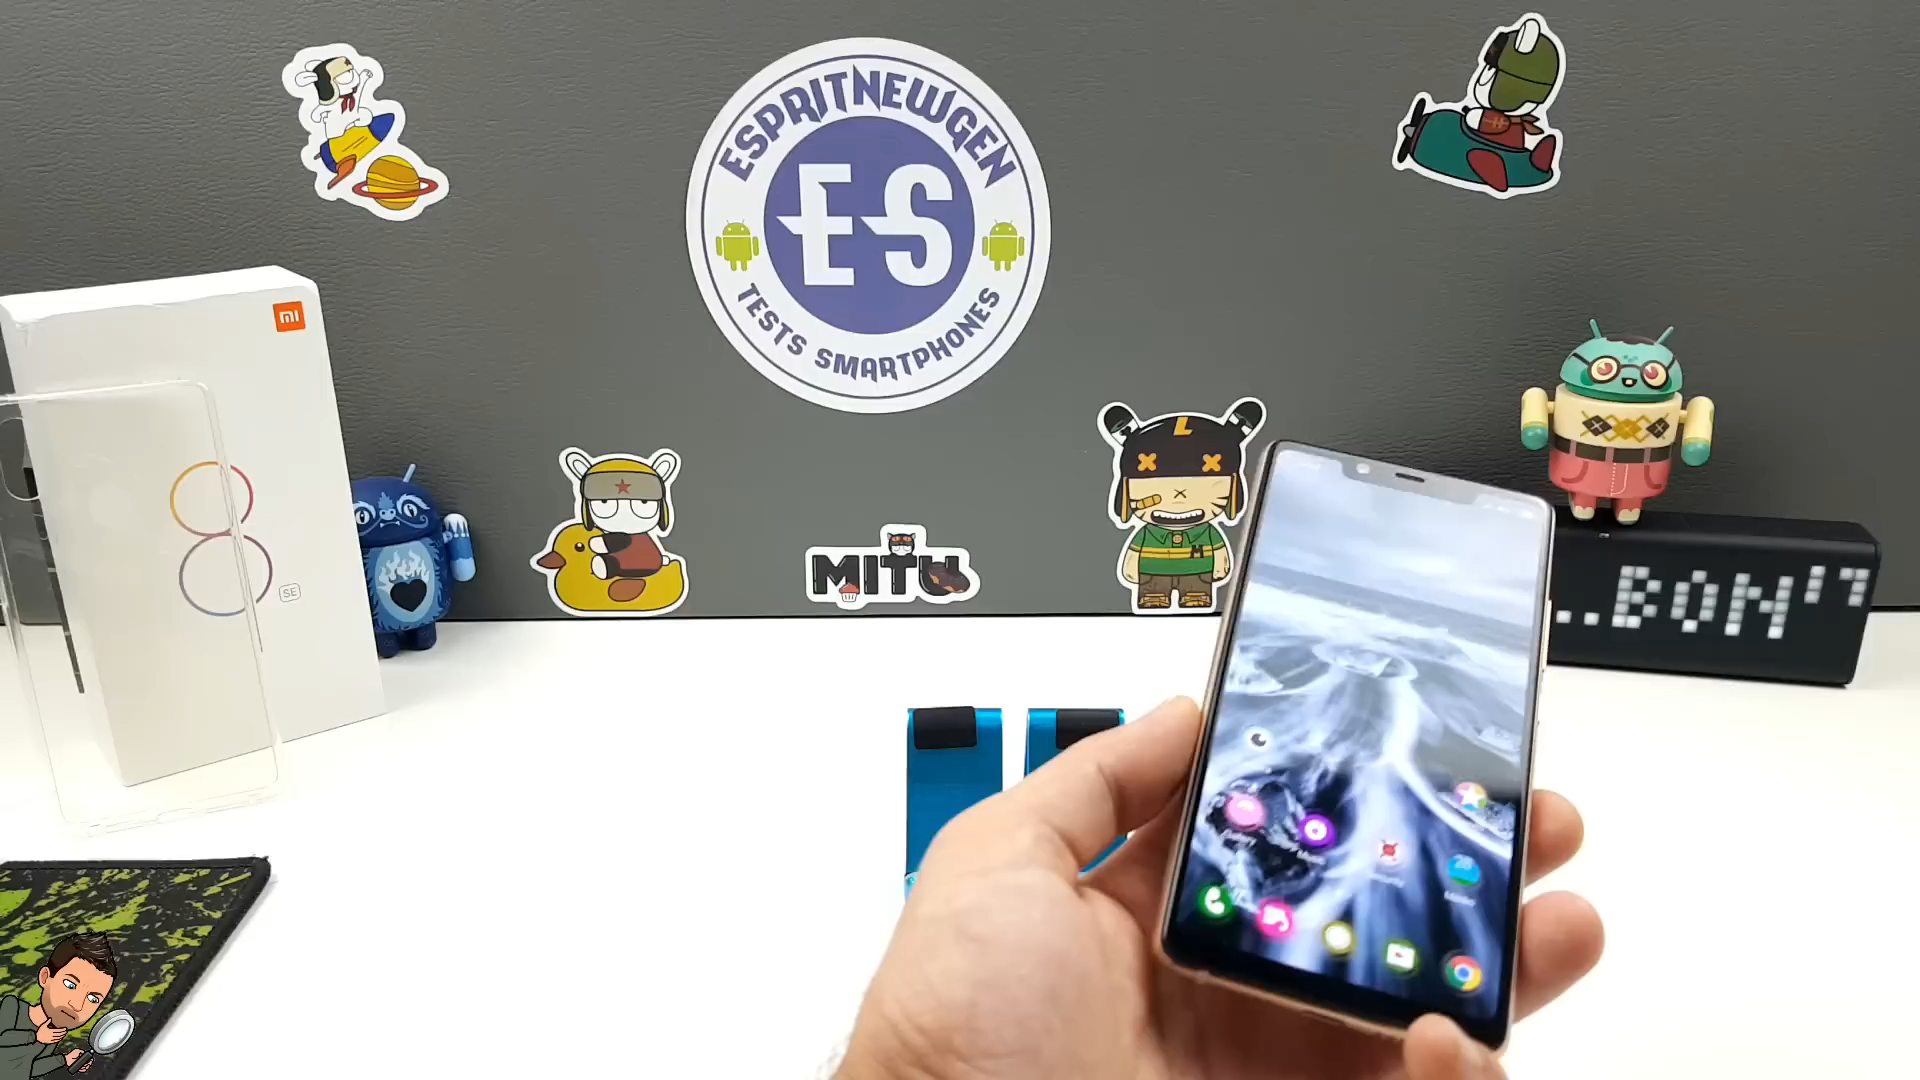 ESPRITNEWGEN
ES
TESTS SMARTPHONES
MI
8
SE
L
M
MITU
..BON'7